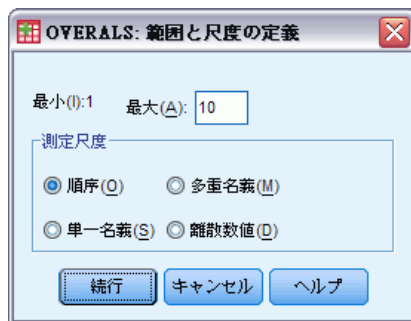 OVERALS: 範囲と尺度の定義
最小(I):1 最大(A): 10
測定尺度
順序(O) 多重名義(M)
単一名義(S) 離散数値(D)
続行 キャンセル ヘルプ